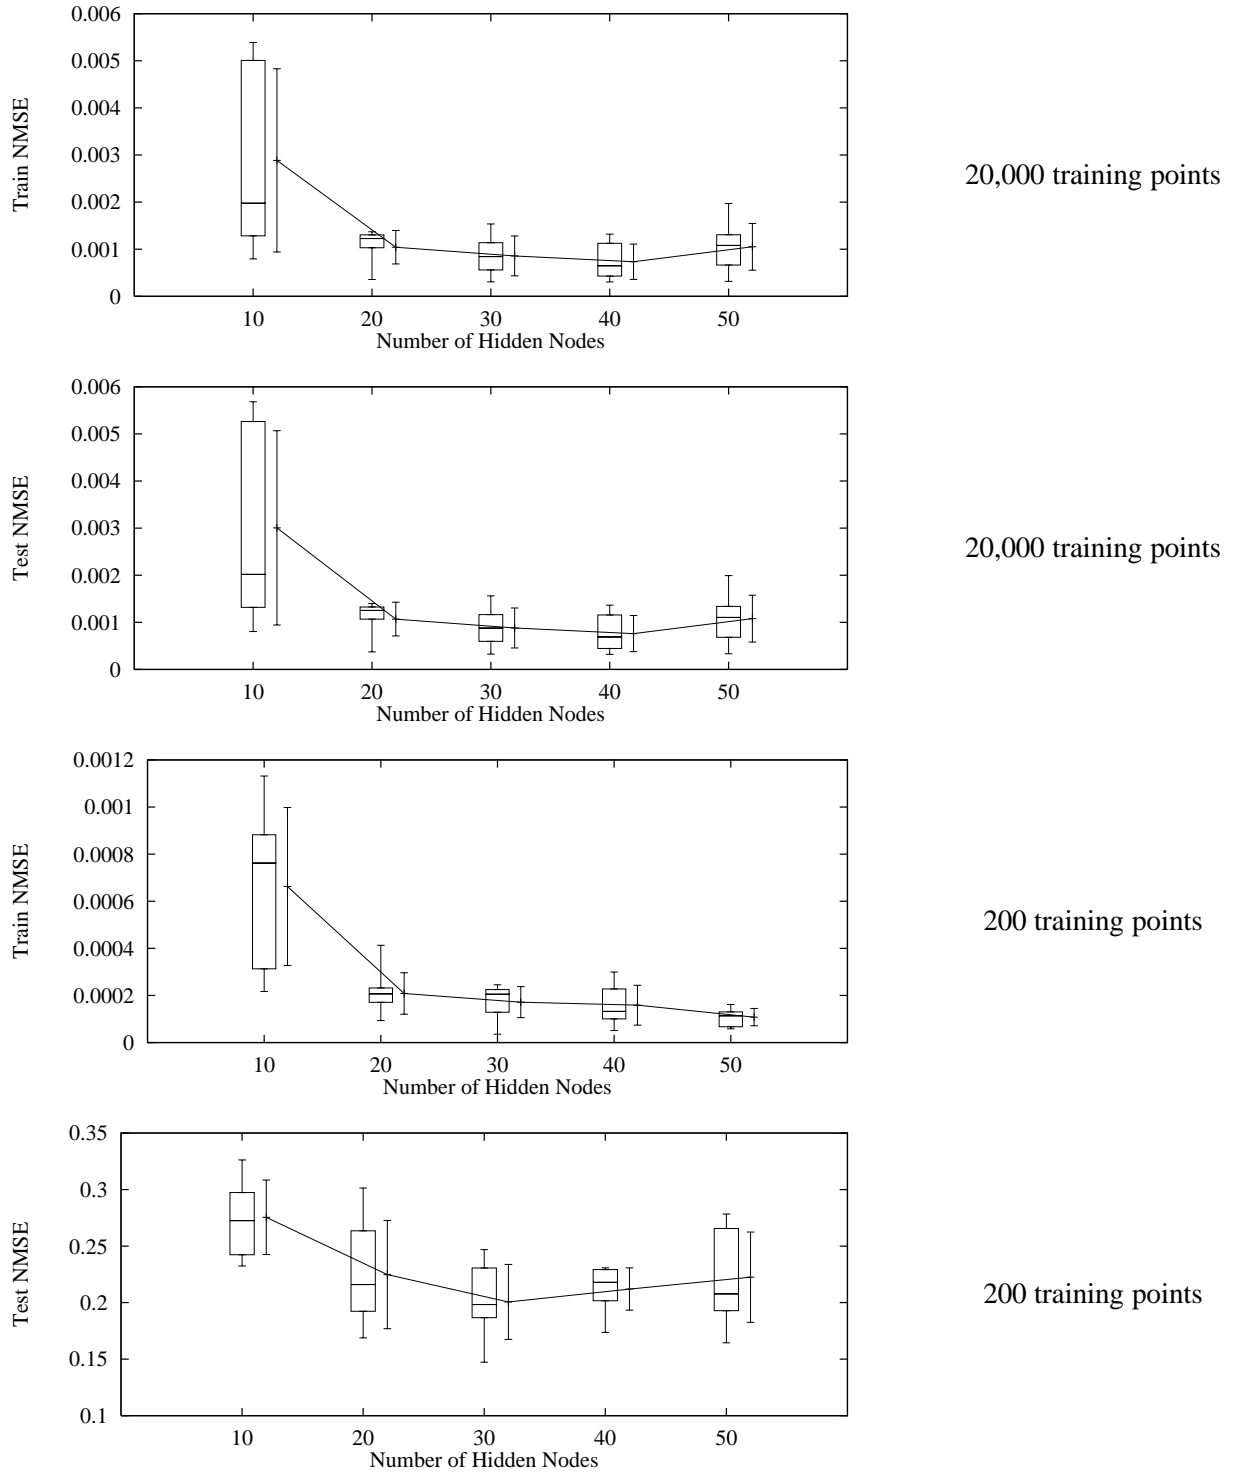 0.006
0.005
0.004
0.003
0.002
0.001
0
Train NMSE
10 20 30 40 50
Number of Hidden Nodes
20,000 training points
0.006
0.005
0.004
0.003
0.002
0.001
0
Test NMSE
10 20 30 40 50
Number of Hidden Nodes
20,000 training points
0.0012
0.001
0.0008
0.0006
0.0004
0.0002
0
Train NMSE
10 20 30 40 50
Number of Hidden Nodes
200 training points
0.35
0.3
0.25
0.2
0.15
0.1
Test NMSE
10 20 30 40 50
Number of Hidden Nodes
200 training points